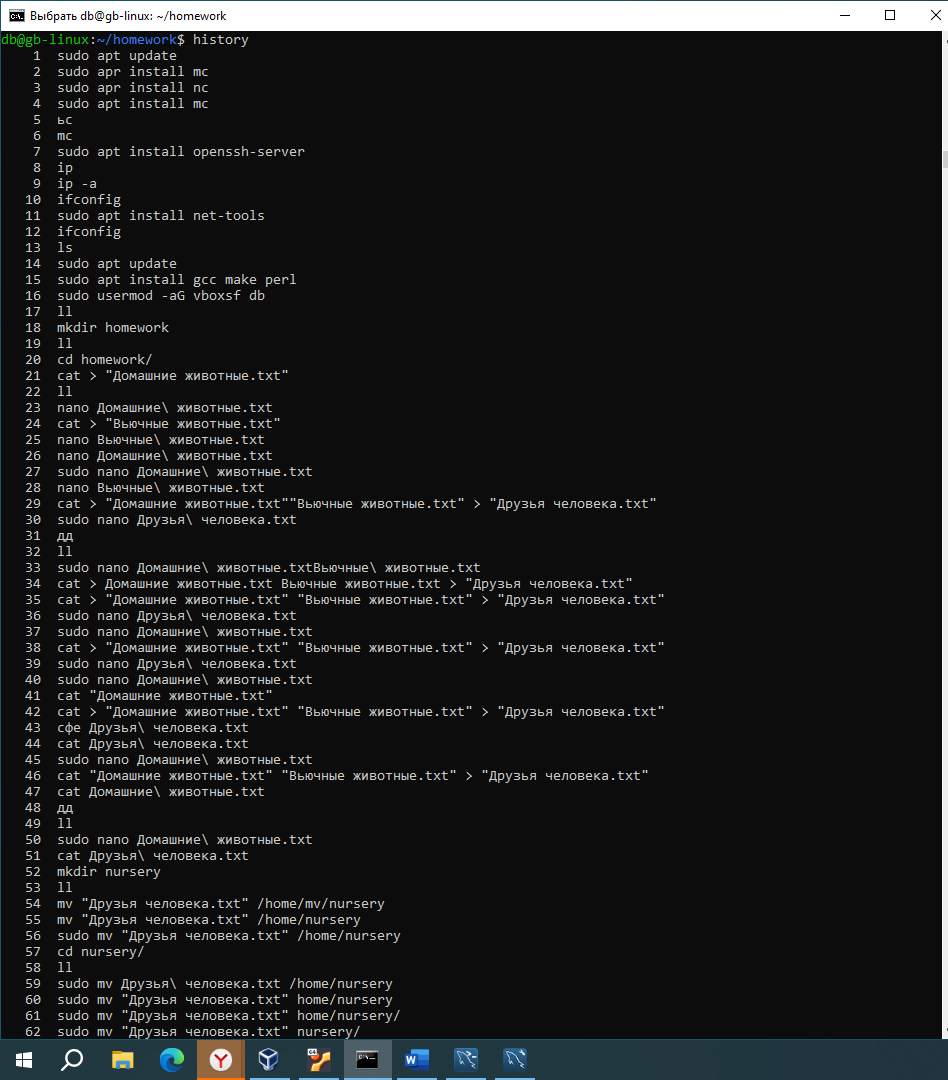 Выбрать db@gb-linux: ~/homework
db@gb-linux:~/homework$ history
1 sudo apt update
2 sudo apr install mc
3 sudo apr install nc
4 sudo apt install mc
5 ьс
6 mc
7 sudo apt install openssh-server
8 ip
9 ip -a
10 ifconfig
11 sudo apt install net-tools
12 ifconfig
13 ls
14 sudo apt update
15 sudo apt install gcc make perl
16 sudo usermod -aG vboxsf db
17 ll
18 mkdir homework
19 ll
20 cd homework/
21 cat > "Домашние животные.txt"
22 ll
23 nano Домашние\ животные.txt
24 cat > "Вьючные животные.txt"
25 nano Вьючные\ животные.txt
26 nano Домашние\ животные.txt
27 sudo nano Домашние\ животные.txt
28 nano Вьючные\ животные.txt
29 cat > "Домашние животные.txt""Вьючные животные.txt" > "Друзья человека.txt"
30 sudo nano Друзья\ человека.txt
31 дд
32 ll
33 sudo nano Домашние\ животные.txtВьючные\ животные.txt
34 cat > Домашние животные.txt Вьючные животные.txt > "Друзья человека.txt"
35 cat > "Домашние животные.txt" "Вьючные животные.txt" > "Друзья человека.txt"
36 sudo nano Друзья\ человека.txt
37 sudo nano Домашние\ животные.txt
38 cat > "Домашние животные.txt" "Вьючные животные.txt" > "Друзья человека.txt"
39 sudo nano Друзья\ человека.txt
40 sudo nano Домашние\ животные.txt
41 cat "Домашние животные.txt"
42 cat > "Домашние животные.txt" "Вьючные животные.txt" > "Друзья человека.txt"
43 сфе Друзья\ человека.txt
44 cat Друзья\ человека.txt
45 sudo nano Домашние\ животные.txt
46 cat "Домашние животные.txt" "Вьючные животные.txt" > "Друзья человека.txt"
47 cat Домашние\ животные.txt
48 дд
49 ll
50 sudo nano Домашние\ животные.txt
51 cat Друзья\ человека.txt
52 mkdir nursery
53 ll
54 mv "Друзья человека.txt" /home/mv/nursery
55 mv "Друзья человека.txt" /home/nursery
56 sudo mv "Друзья человека.txt" /home/nursery
57 cd nursery/
58 ll
59 sudo mv Друзья\ человека.txt /home/nursery
60 sudo mv "Друзья человека.txt" home/nursery
61 sudo mv "Друзья человека.txt" home/nursery/
62 sudo mv "Друзья человека.txt" nursery/